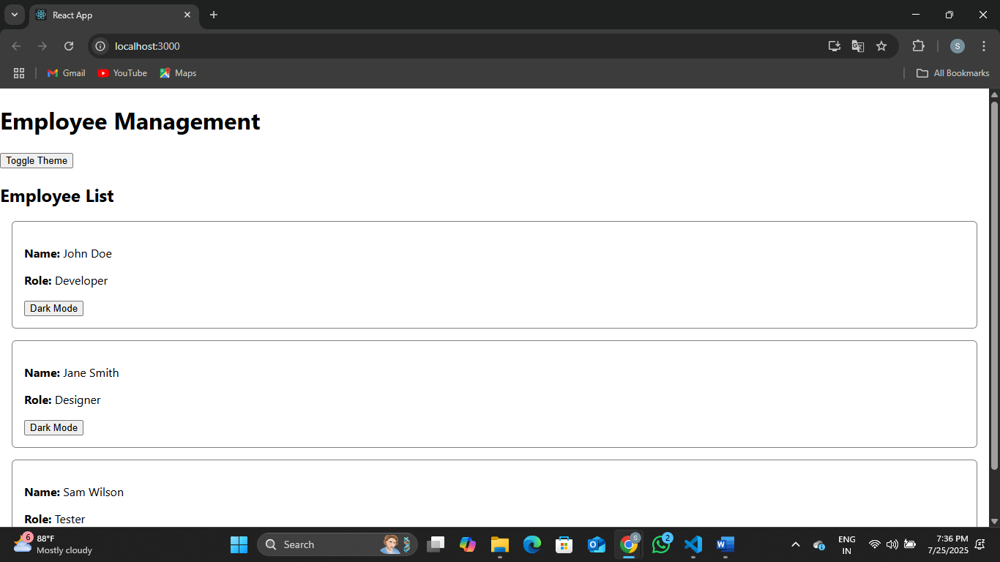 React App
localhost:3000
S
Gmail
YouTube
Maps
All Bookmarks
Employee Management
Toggle Theme
Employee List
Name: John Doe
Role: Developer
Dark Mode
Name: Jane Smith
Role: Designer
Dark Mode
Name: Sam Wilson
Role: Tester
6
88°F
Mostly cloudy
Search
S
2
ENG
IN
7:36 PM
7/25/2025